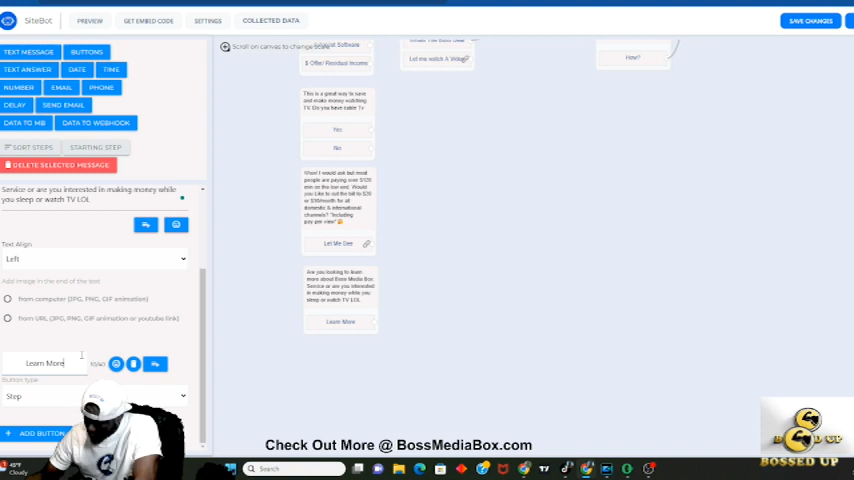 SiteBot
PREVIEW
GET EMBED CODE
SETTINGS
COLLECTED DATA
SAVE CHANGES
TEXT MESSAGE
BUTTONS
TEXT ANSWER
DATE
TIME
NUMBER
EMAIL
PHONE
DELAY
SEND EMAIL
DATA TO MB
DATA TO WEBHOOK
SORT STEPS
STARTING STEP
DELETE SELECTED MESSAGE
Service or are you interested in making money while
you sleep or watch TV LOL
Text Align
Left
Add image in the end of the text
from computer (JPG, PNG, GIF animation)
from URL (JPG, PNG, GIF animation or youtube link)
Learn More
Button type
Step
ADD BUTTON
Scroll on canvas to change scale
Software
$ Offer/ Residual Income
Let me watch A Video
How?
This is a great way to save
and make money watching
TV. Do you have cable Tv
No
No
Wow! I would ask but most
people are paying over $120
min on the low end. Would
you Like to cut the bill to $20
or $30/month for all
domestic & international
channels? "Including
pay per view"
Let Me See
Are you looking to learn
more about Boss Media Box
Service or are you interested
in making money while you
sleep or watch TV LOL
Learn More
Check Out More @ BossMediaBox.com
BOSSED UP
45°F
Cloudy
Search